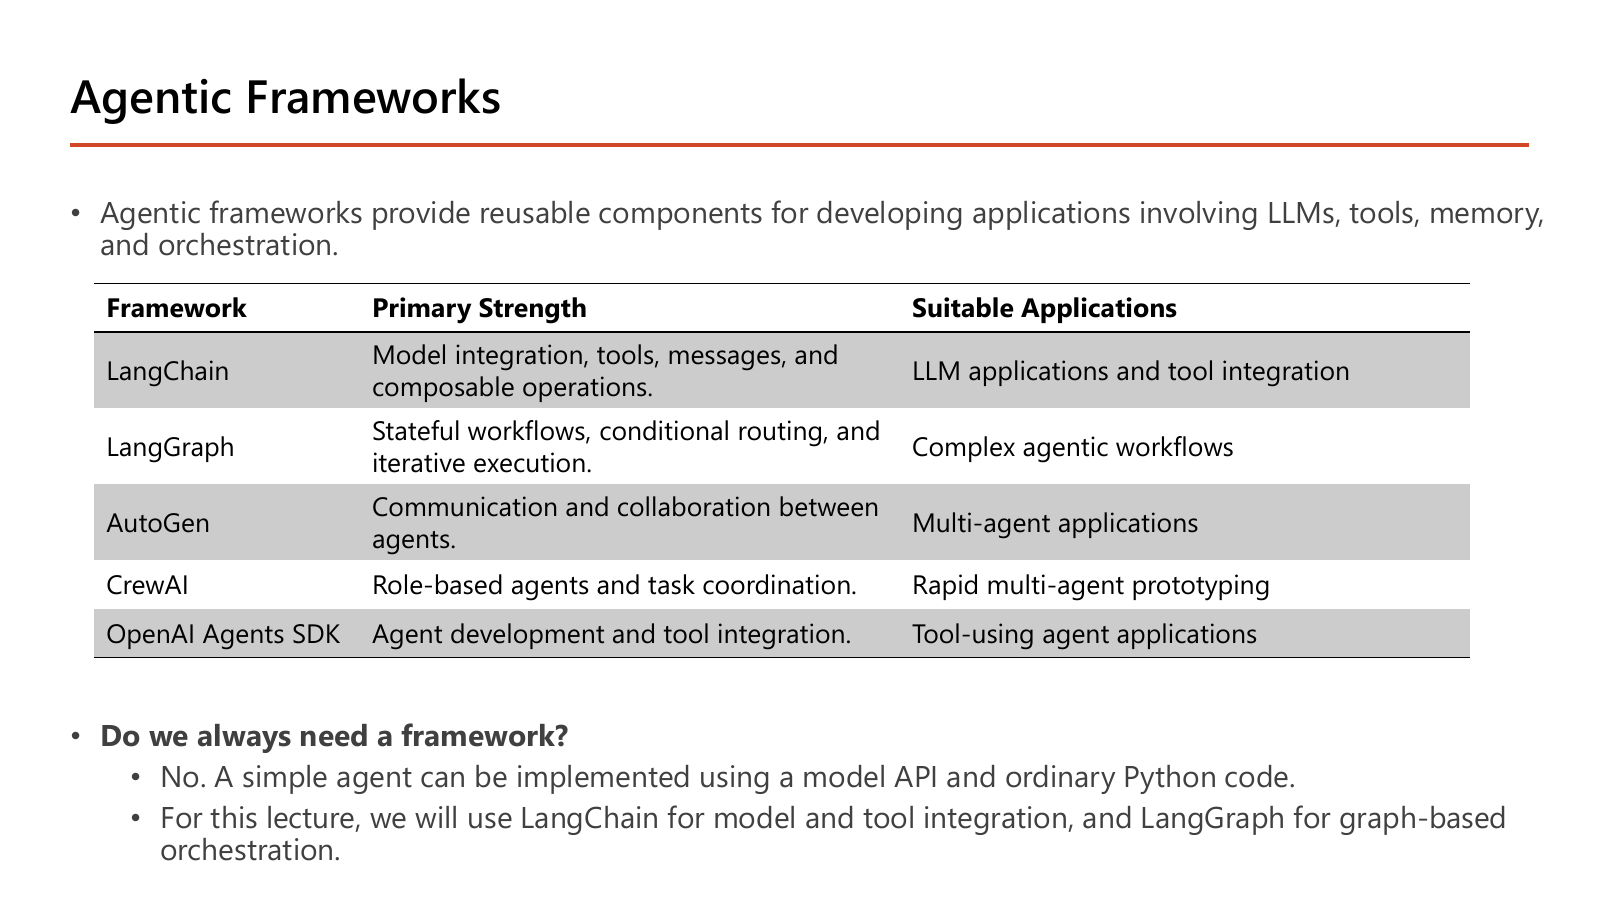 Agentic Frameworks
• Agentic frameworks provide reusable components for developing applications involving LLMs, tools, memory,
and orchestration.
Framework Primary Strength Suitable Applications
LangChain Model integration, tools, messages, and composable operations. LLM applications and tool integration
LangGraph Stateful workflows, conditional routing, and iterative execution. Complex agentic workflows
AutoGen Communication and collaboration between agents. Multi-agent applications
CrewAI Role-based agents and task coordination. Rapid multi-agent prototyping
OpenAI Agents SDK Agent development and tool integration. Tool-using agent applications
• Do we always need a framework?
• No. A simple agent can be implemented using a model API and ordinary Python code.
• For this lecture, we will use LangChain for model and tool integration, and LangGraph for graph-based
orchestration.